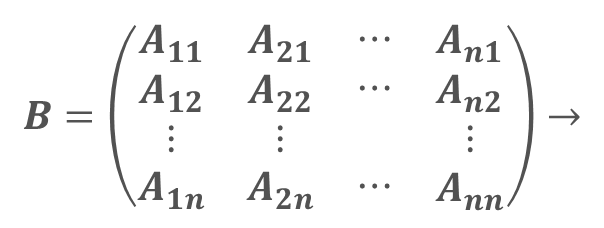 B = ( A₁₁ A₂₁ ⋯ Aₙ₁
A₁₂ A₂₂ ⋯ Aₙ₂
⋮ ⋮ ⋮
A₁ₙ A₂ₙ ⋯ Aₙₙ ) →